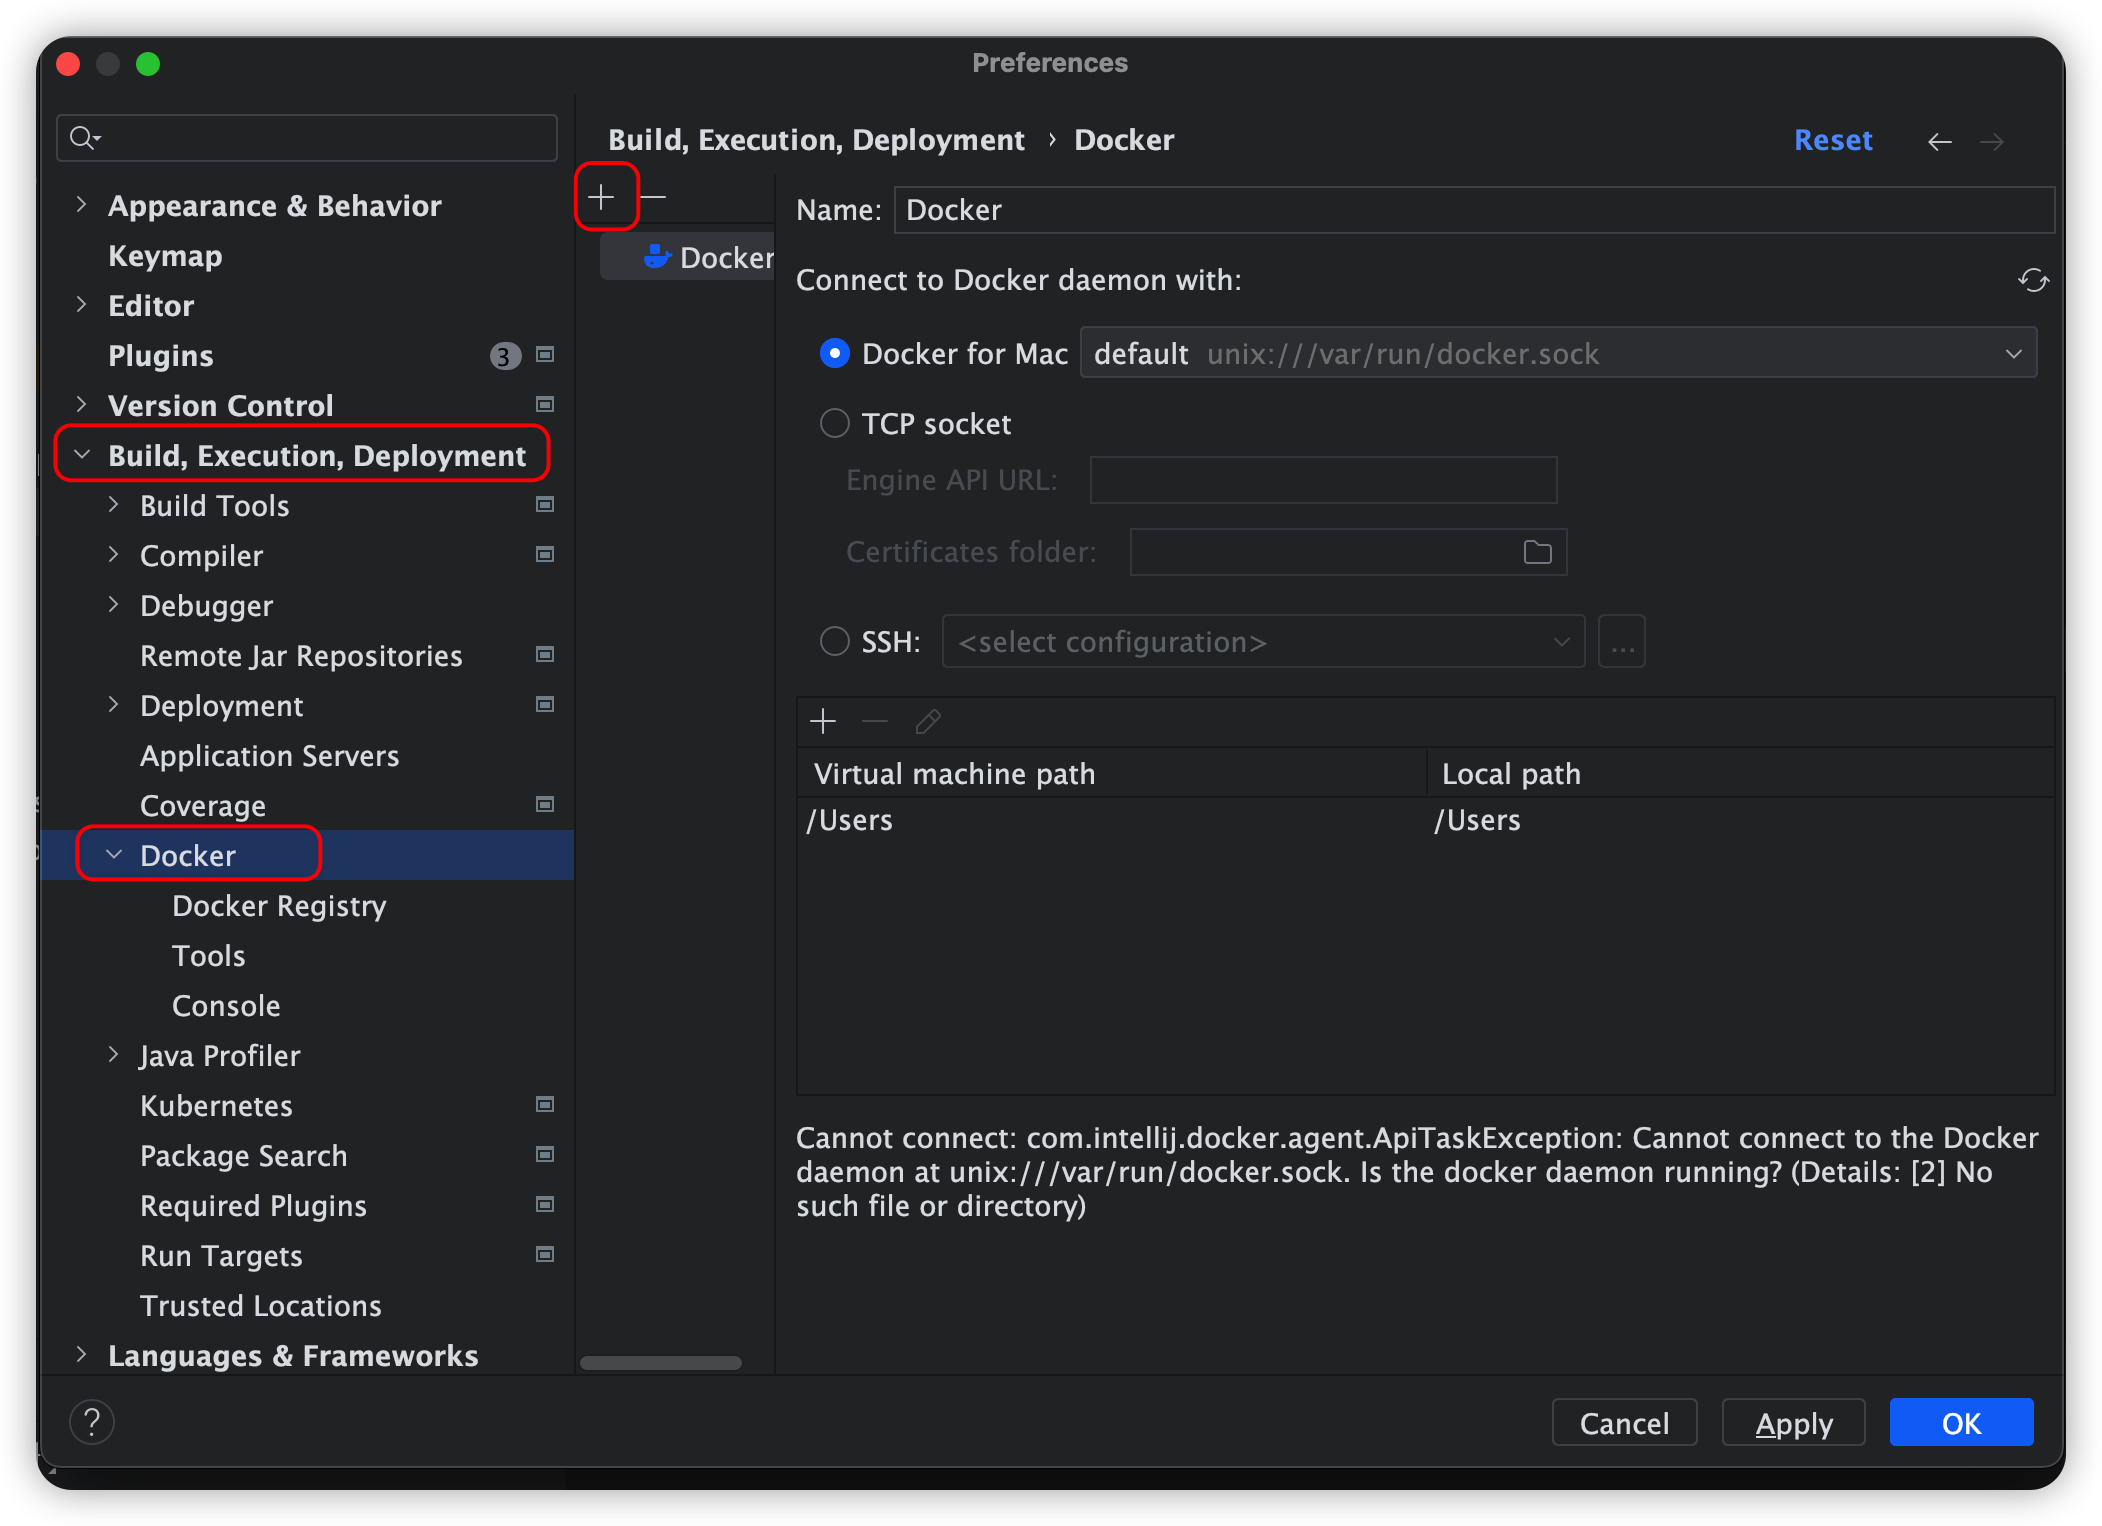 Preferences
Appearance & Behavior
Keymap
Editor
Plugins 3
Version Control
Build, Execution, Deployment
Build Tools
Compiler
Debugger
Remote Jar Repositories
Deployment
Application Servers
Coverage
Docker
Docker Registry
Tools
Console
Java Profiler
Kubernetes
Package Search
Required Plugins
Run Targets
Trusted Locations
Languages & Frameworks
Build, Execution, Deployment › Docker
Reset
Docker
Name: Docker
Connect to Docker daemon with:
Docker for Mac default unix:///var/run/docker.sock
TCP socket
Engine API URL:
Certificates folder:
SSH: <select configuration> ...
Virtual machine path Local path
/Users /Users
Cannot connect: com.intellij.docker.agent.ApiTaskException: Cannot connect to the Docker
daemon at unix:///var/run/docker.sock. Is the docker daemon running? (Details: [2] No
such file or directory)
?
Cancel Apply OK